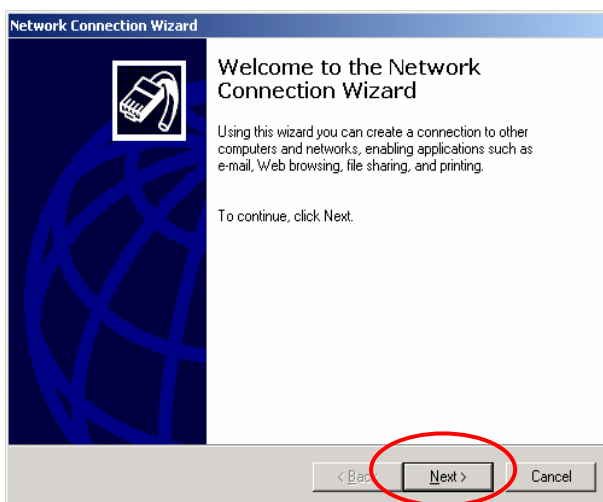 Network Connection Wizard
Welcome to the Network
Connection Wizard
Using this wizard you can create a connection to other
computers and networks, enabling applications such as
e-mail, Web browsing, file sharing, and printing.
To continue, click Next.
< Back Next > Cancel